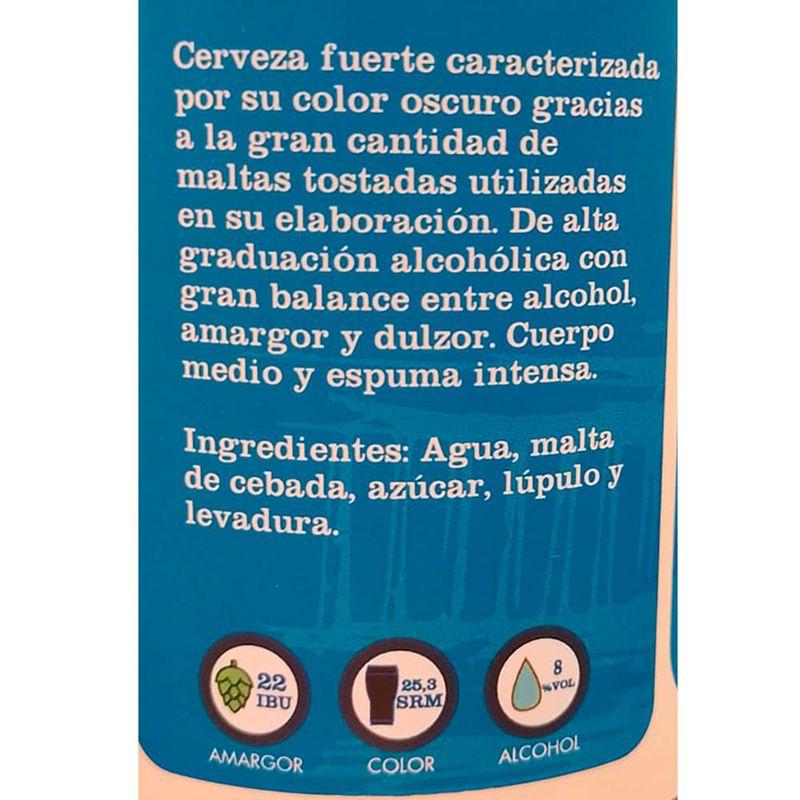 Cerveza fuerte caracterizada
por su color oscuro gracias
a la gran cantidad de
maltas tostadas utilizadas
en su elaboración. De alta
graduación alcohólica con
gran balance entre alcohol,
amargor y dulzor. Cuerpo
medio y espuma intensa.
Ingredientes: Agua, malta
de cebada, azúcar, lúpulo y
levadura.
22
IBU
AMARGOR
25,3
SRM
COLOR
8
%VOL
ALCOHOL